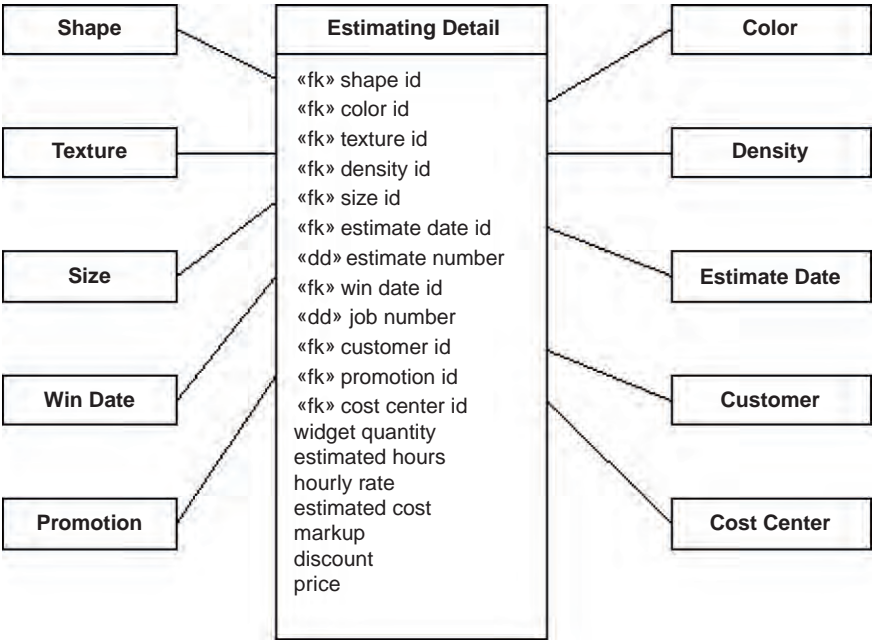 Shape
Estimating Detail
Color
«fk» shape id
«fk» color id
«fk» texture id
«fk» density id
«fk» size id
«fk» estimate date id
«dd» estimate number
«fk» win date id
«dd» job number
«fk» customer id
«fk» promotion id
«fk» cost center id
widget quantity
estimated hours
hourly rate
estimated cost
markup
discount
price
Texture
Density
Size
Estimate Date
Win Date
Customer
Promotion
Cost Center